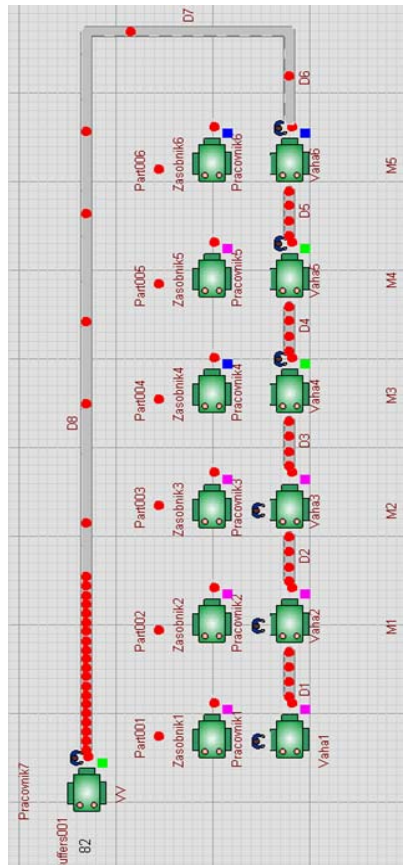 Pracovnik7
uffers001
D8
82
VV
Part001 Part002 Part003 Part004 Part005 Part006
Zasobnik1 Zasobnik2 Zasobnik3 Zasobnik4 Zasobnik5 Zasobnik6
D7
Pracovnik1 Pracovnik2 Pracovnik3 Pracovnik4 Pracovnik5 Pracovnik6
D1 D2 D3 D4 D5 D6
Vaha1 Vaha2 Vaha3 Vaha4 Vaha5 Vaha6
M1 M2 M3 M4 M5